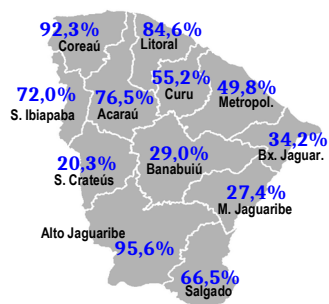 92,3%
Coreaú
84,6%
Litoral
55,2%
Curu
49,8%
Metropol.
72,0%
S. Ibiapaba
76,5%
Acaraú
34,2%
Bx. Jaguar.
20,3%
S. Crateús
29,0%
Banabuiú
27,4%
M. Jaguaribe
Alto Jaguaribe
95,6%
66,5%
Salgado